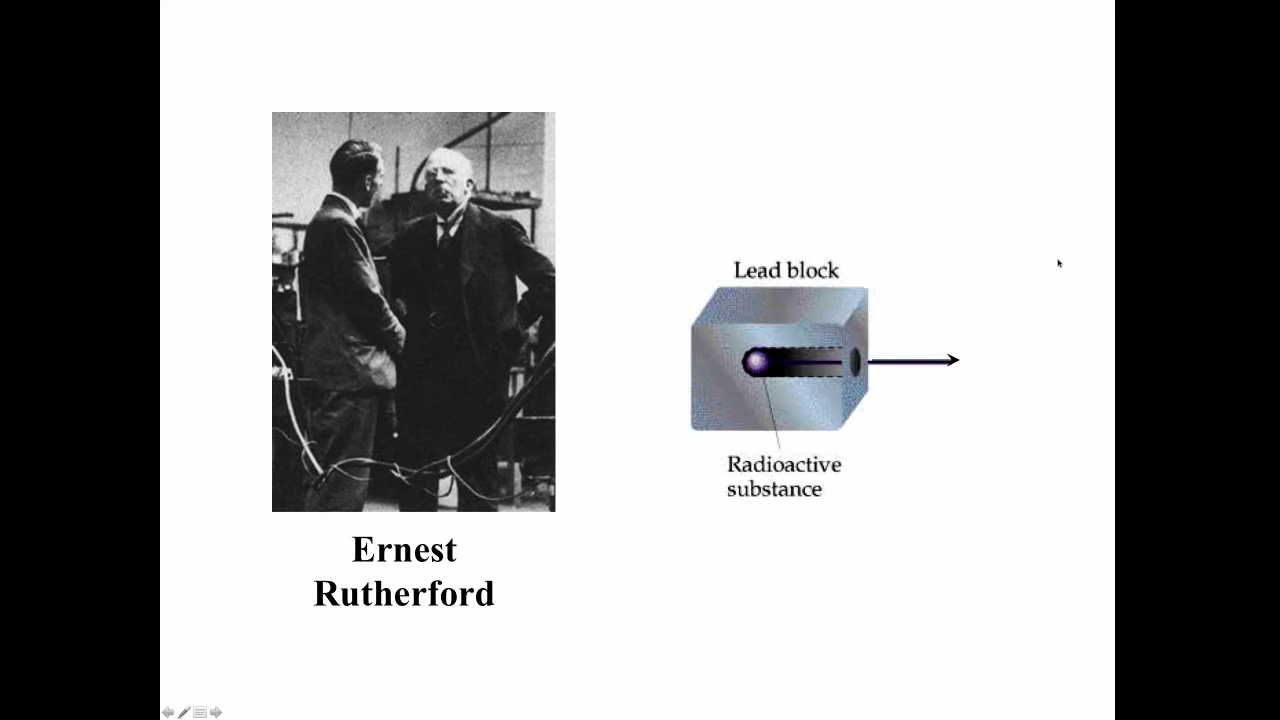 Lead block
Radioactive
substance
Ernest
Rutherford